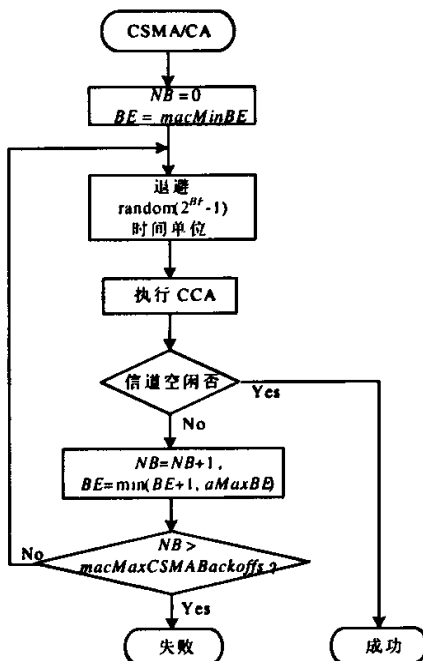 CSMA/CA
NB = 0
BE = macMinBE
退避
random(2^BE-1)
时间单位
执行 CCA
信道空闲否
Yes
No
NB=NB+1,
BE=min(BE+1, aMaxBE)
No
NB>
macMaxCSMABackoffs?
Yes
失败
成功